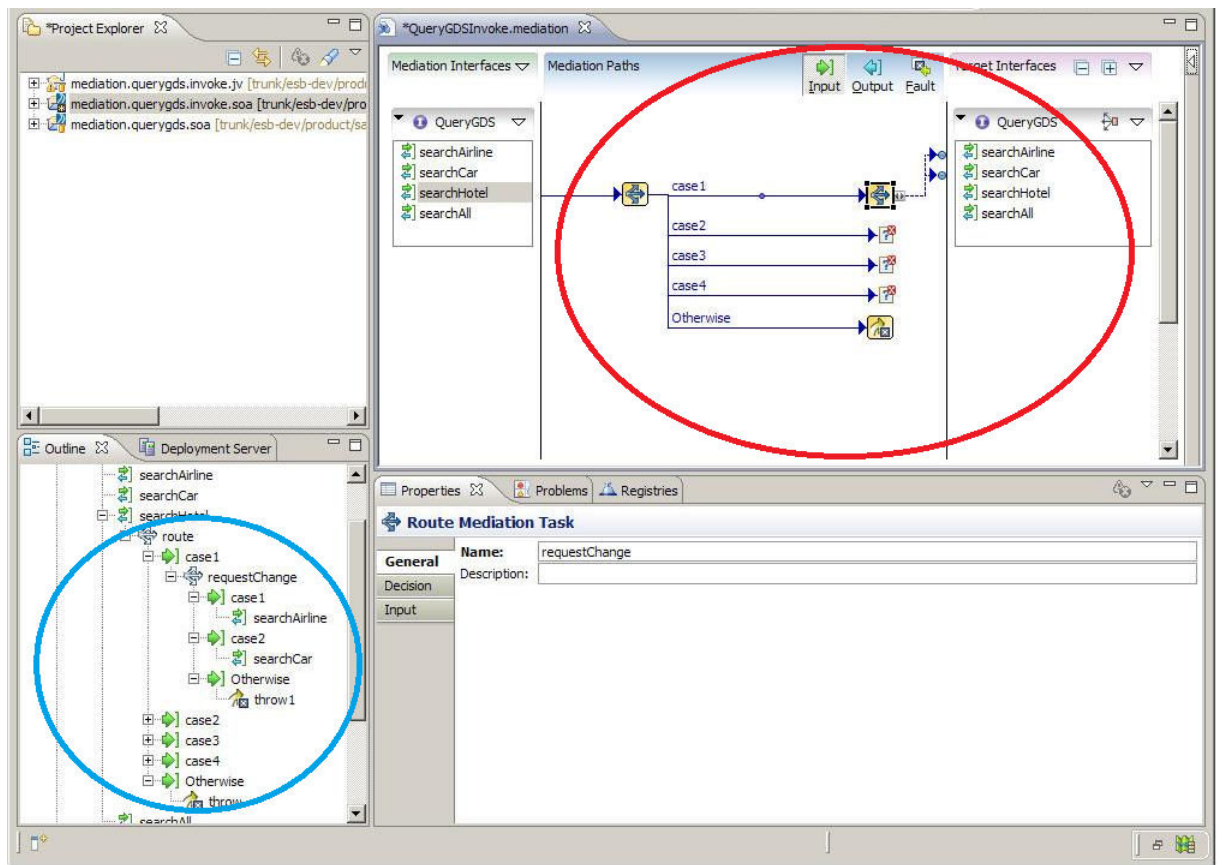 *Project Explorer
mediation.querygds.invoke.jv [trunk/esb-dev/prod
mediation.querygds.invoke.soa [trunk/esb-dev/pro
mediation.querygds.soa [trunk/esb-dev/product/sa
*QueryGDSInvoke.mediation
Mediation Interfaces
Mediation Paths
Input Output Fault
Target Interfaces
QueryGDS
searchAirline
searchCar
searchHotel
searchAll
case1
case2
case3
case4
Otherwise
QueryGDS
searchAirline
searchCar
searchHotel
searchAll
Outline Deployment Server
searchAirline
searchCar
searchHotel
route
case1
requestChange
case1
searchAirline
case2
searchCar
Otherwise
throw1
case2
case3
case4
Otherwise
throw
searchAll
Properties Problems Registries
Route Mediation Task
General
Decision
Input
Name: requestChange
Description: